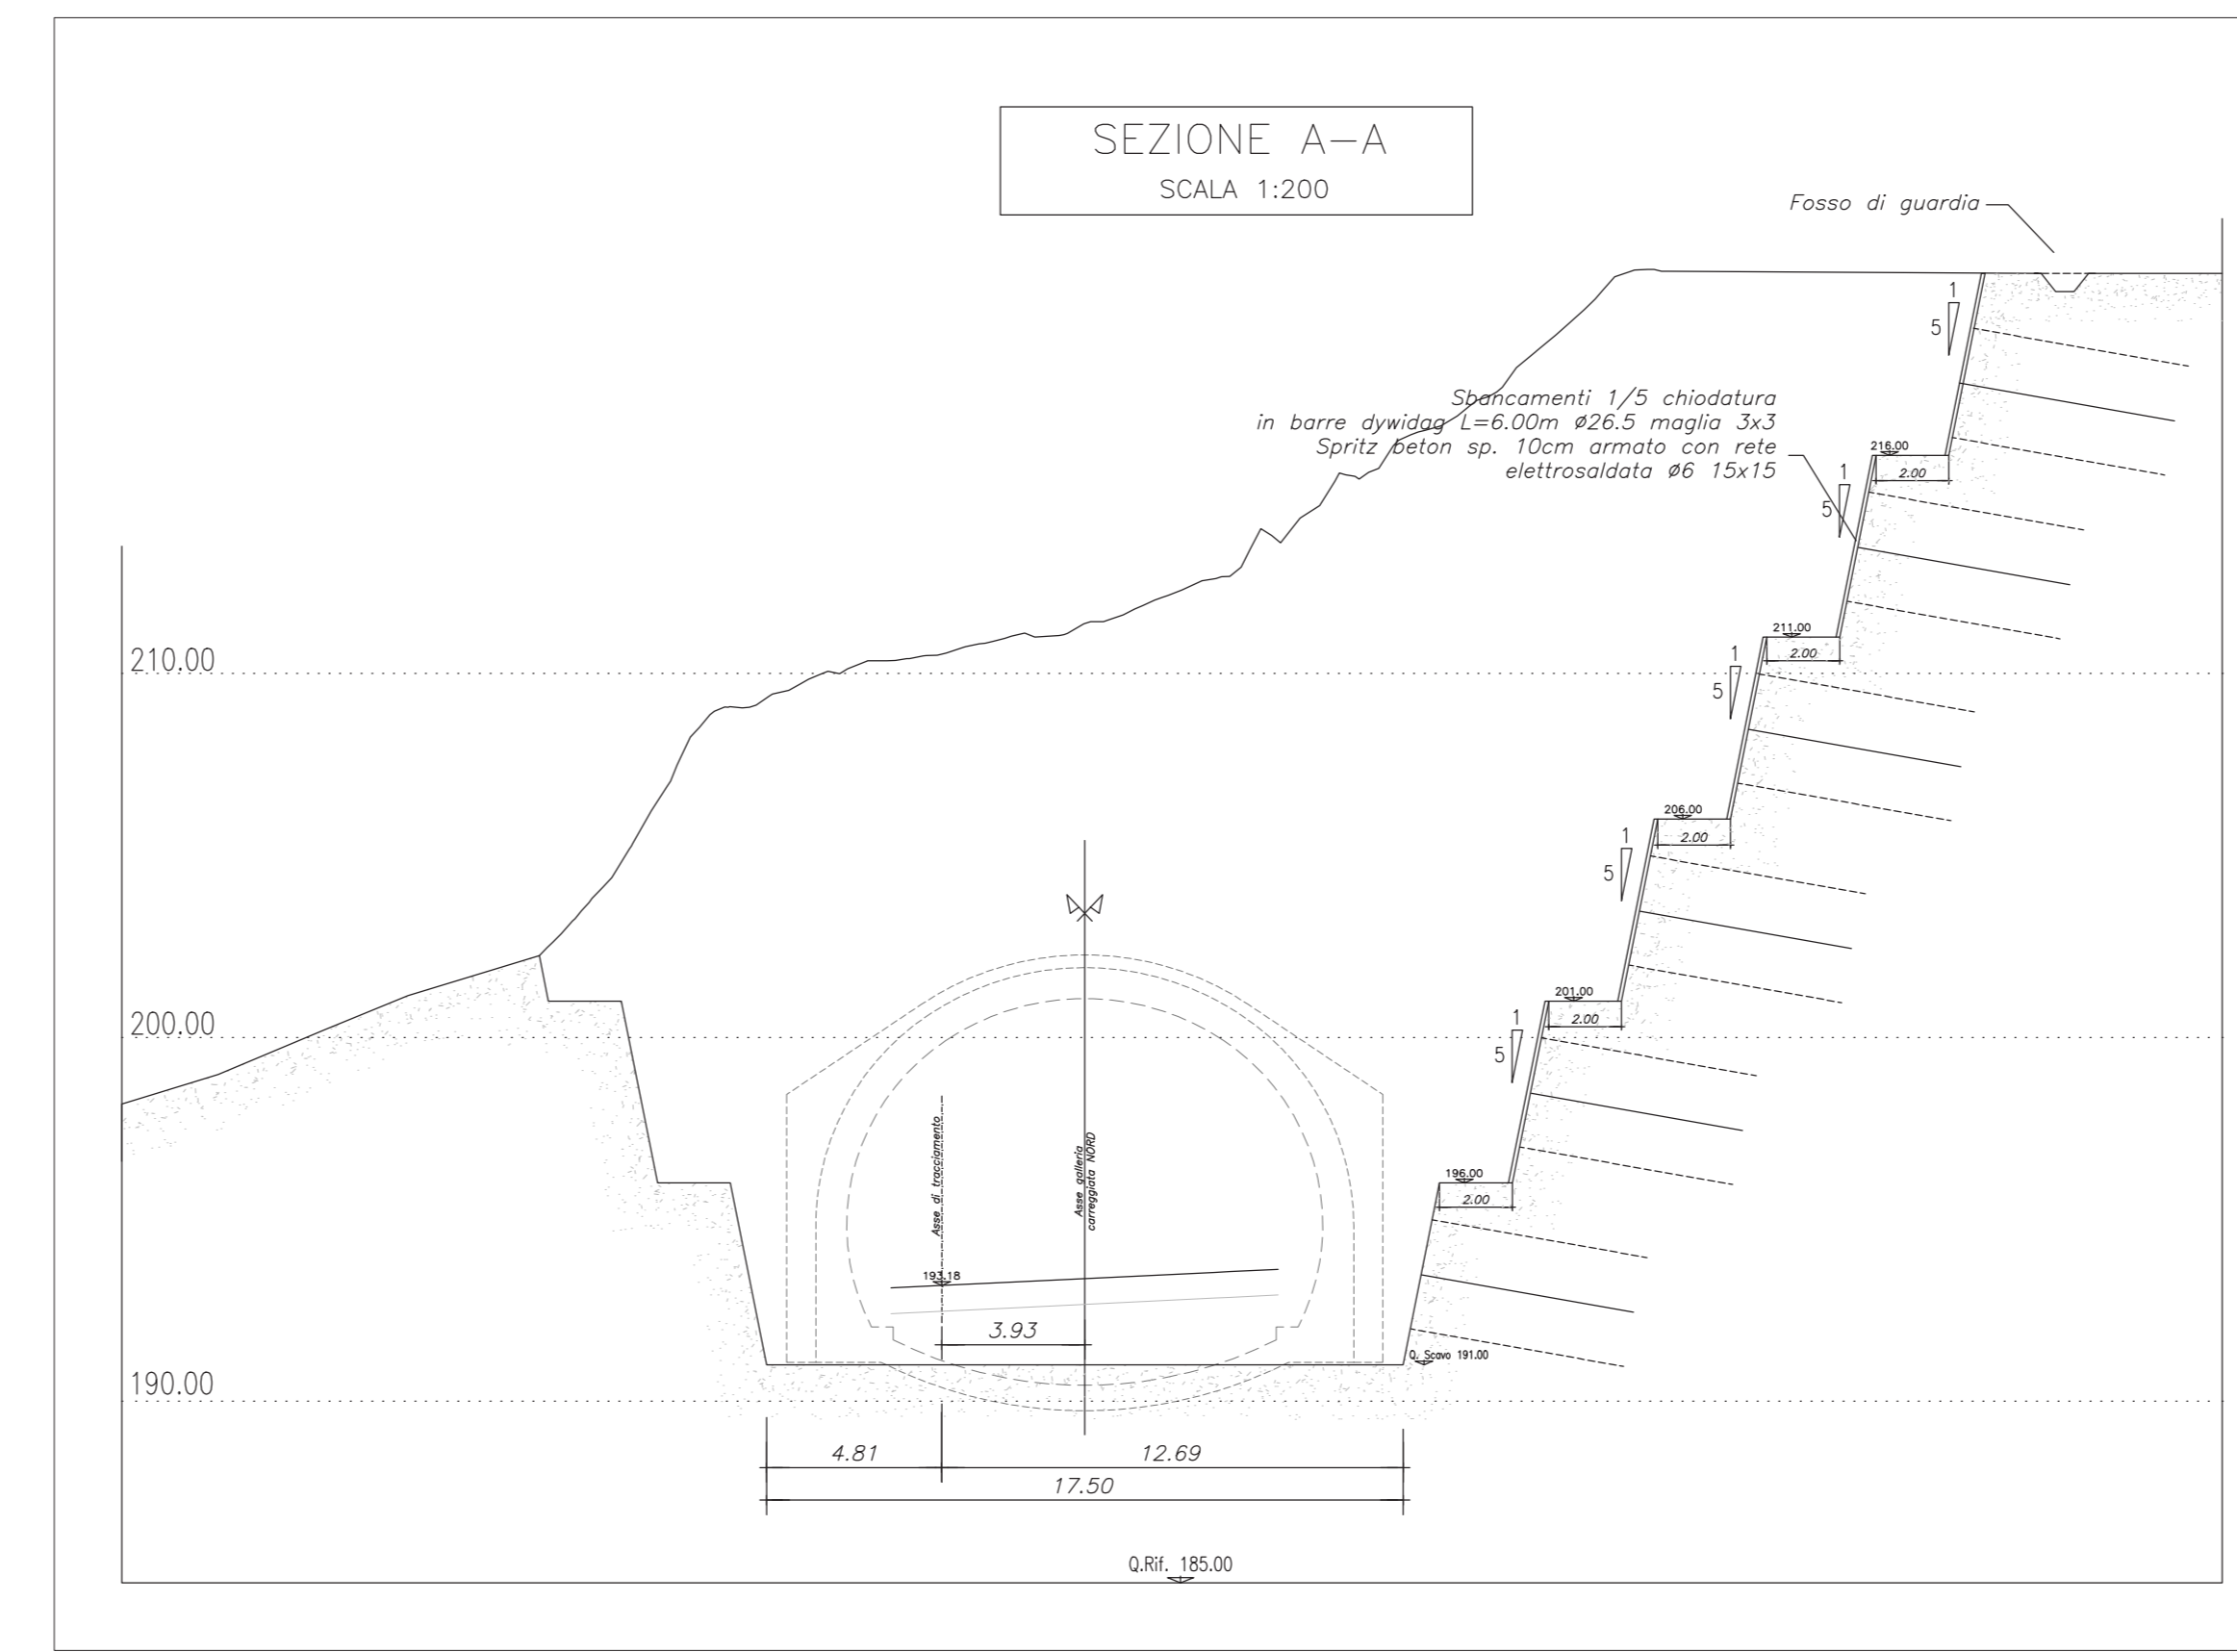 SEZIONE A-A
SCALA 1:200
Fosso di guardia
1
5
Sbancamenti 1/5 chiodatura
in barre dywidag L=6.00m ø26.5 maglia 3x3
Spritz beton sp. 10cm armato con rete
elettrosaldata ø6 15x15
216.00
2.00
1
5
211.00
2.00
1
5
210.00
206.00
2.00
1
5
201.00
2.00
1
5
200.00
196.00
2.00
Asse di tracciamento
Asse galleria
carreggiata NORD
193.18
3.93
Q. Scavo 191.00
190.00
4.81
12.69
17.50
Q.Rif. 185.00